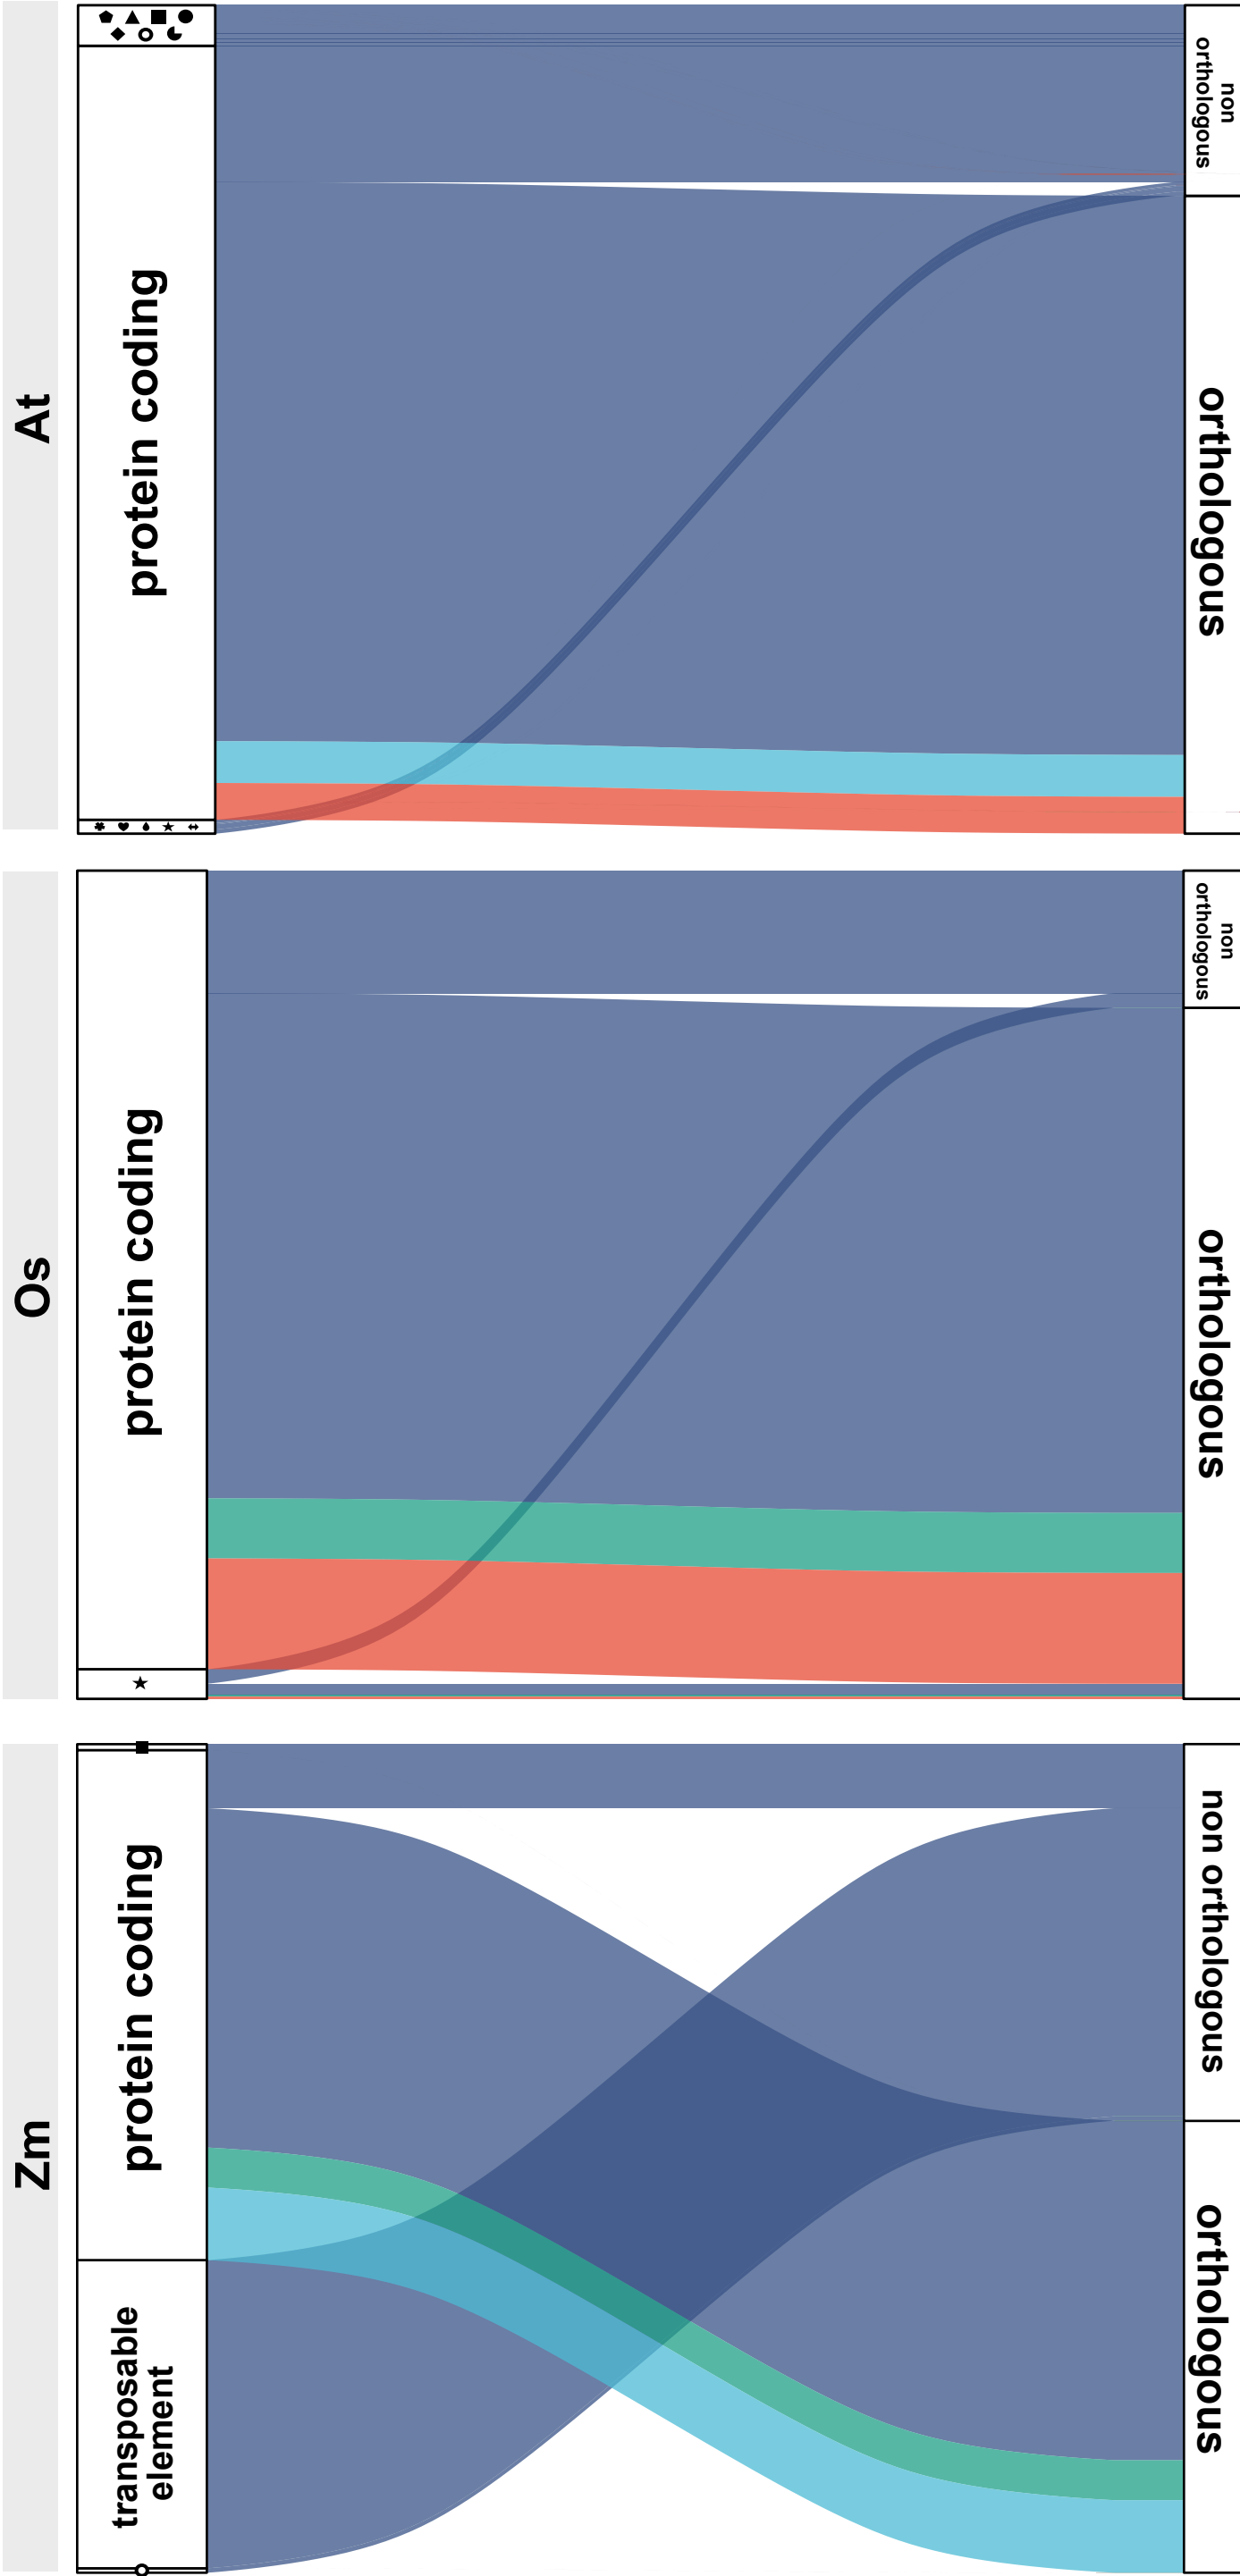 At
protein coding
non
orthologous
orthologous
Os
protein coding
non
orthologous
orthologous
Zm
protein coding
transposable
element
non orthologous
orthologous